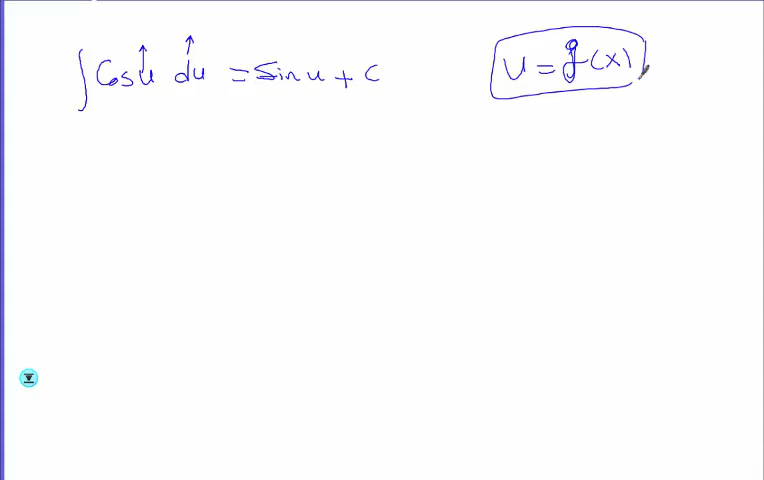 ∫ Cos u du = Sin u + C
U = g(x)